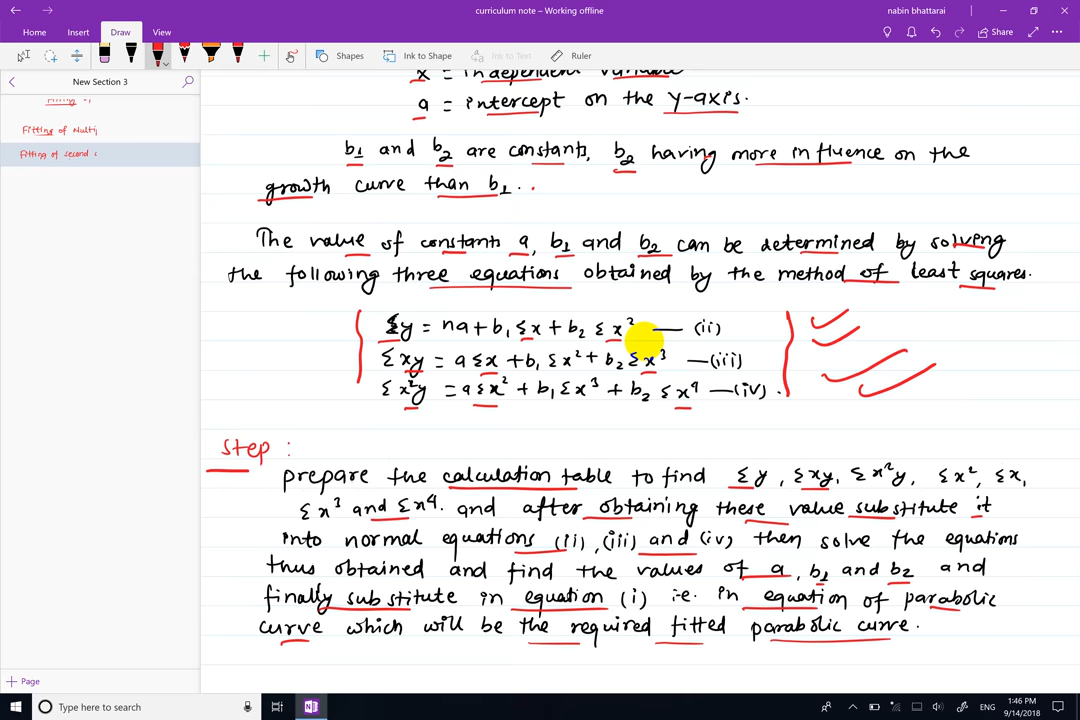 curriculum note – Working offline
nabin bhattarai
Home Insert Draw View
Share
Shapes Ink to Shape Ink to Text Ruler
New Section 3
Fitting of
Fitting of Multip
Fitting of second
x = independent variable
a = intercept on the y-axis.
b1 and b2 are constants, b2 having more influence on the
growth curve than b1.
The value of constants a, b1 and b2 can be determined by solveng
the following three equations obtained by the method of least squares.
Σy = na + b1 Σx + b2 Σx² — (ii)
Σxy = a Σx + b1 Σx² + b2 Σx³ — (iii)
Σx²y = a Σx² + b1 Σx³ + b2 Σx⁴ — (iv).
Step :
prepare the calculation table to find Σy, Σxy, Σx²y, Σx², Σx,
Σx³ and Σx⁴. and after obtaining these value substitute it
into normal equations (ii), (iii) and (iv) then solve the equations
thus obtained and find the values of a, b1 and b2 and
finally substitute in equation (i) i.e. in equation of parabolic
curve which will be the required fitted parabolic curve.
+ Page
Type here to search
ENG
1:46 PM
9/14/2018